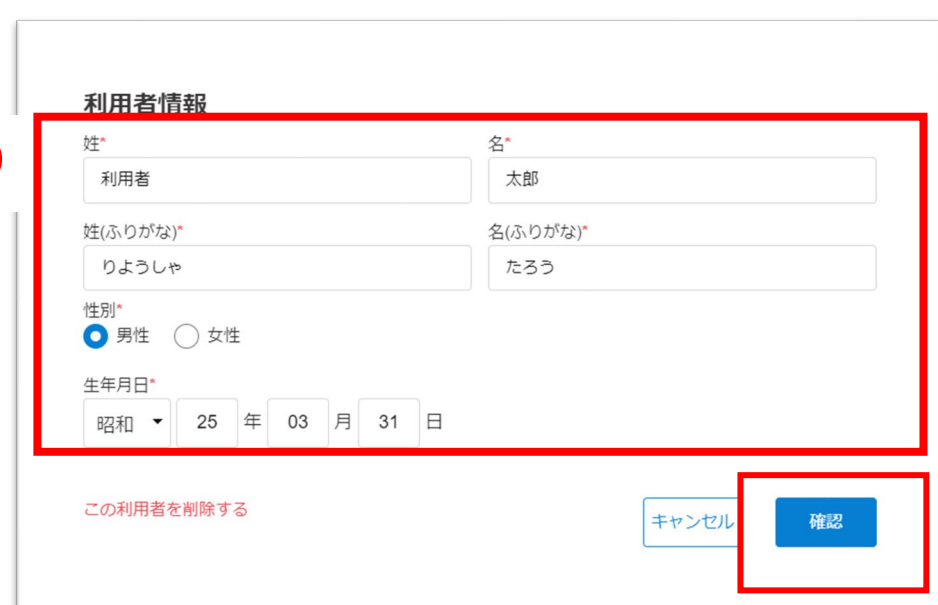 利用者情報
姓* 名*
利用者 太郎
姓(ふりがな)* 名(ふりがな)*
りようしゃ たろう
性別*
男性 女性
生年月日*
昭和 25 年 03 月 31 日
この利用者を削除する キャンセル 確認